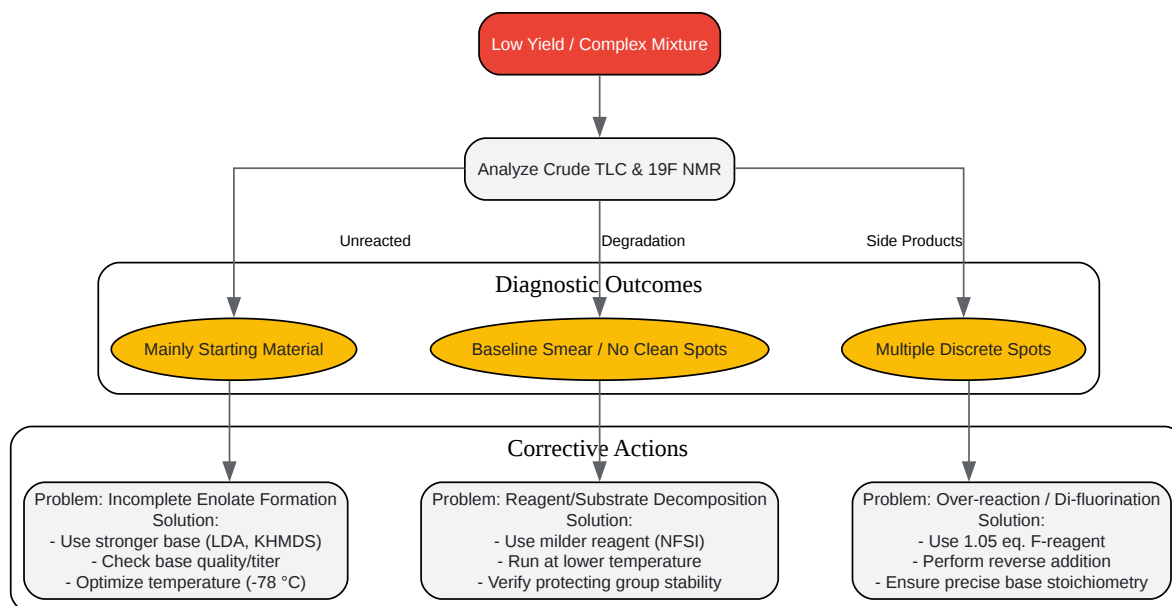 Low Yield / Complex Mixture
Analyze Crude TLC & 19F NMR
Unreacted
Degradation
Side Products
Diagnostic Outcomes
Mainly Starting Material
Baseline Smear / No Clean Spots
Multiple Discrete Spots
Corrective Actions
Problem: Incomplete Enolate Formation
Solution:
- Use stronger base (LDA, KHMDS)
- Check base quality/titer
- Optimize temperature (-78 °C)
Problem: Reagent/Substrate Decomposition
Solution:
- Use milder reagent (NFSI)
- Run at lower temperature
- Verify protecting group stability
Problem: Over-reaction / Di-fluorination
Solution:
- Use 1.05 eq. F-reagent
- Perform reverse addition
- Ensure precise base stoichiometry